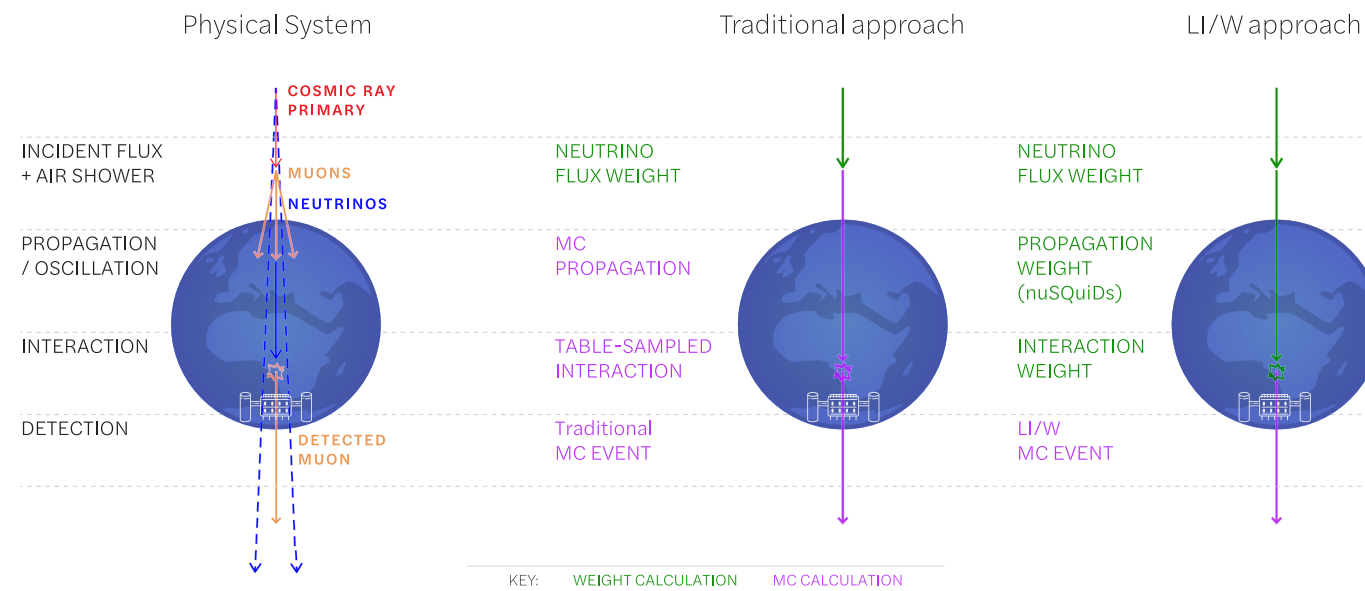 Physical System
Traditional approach
LI/W approach
COSMIC RAY
PRIMARY
INCIDENT FLUX
+ AIR SHOWER
MUONS
NEUTRINOS
NEUTRINO
FLUX WEIGHT
NEUTRINO
FLUX WEIGHT
PROPAGATION
/ OSCILLATION
MC
PROPAGATION
PROPAGATION
WEIGHT
(nuSQuiDs)
INTERACTION
TABLE-SAMPLED
INTERACTION
INTERACTION
WEIGHT
DETECTION
DETECTED
MUON
Traditional
MC EVENT
LI/W
MC EVENT
KEY: WEIGHT CALCULATION MC CALCULATION